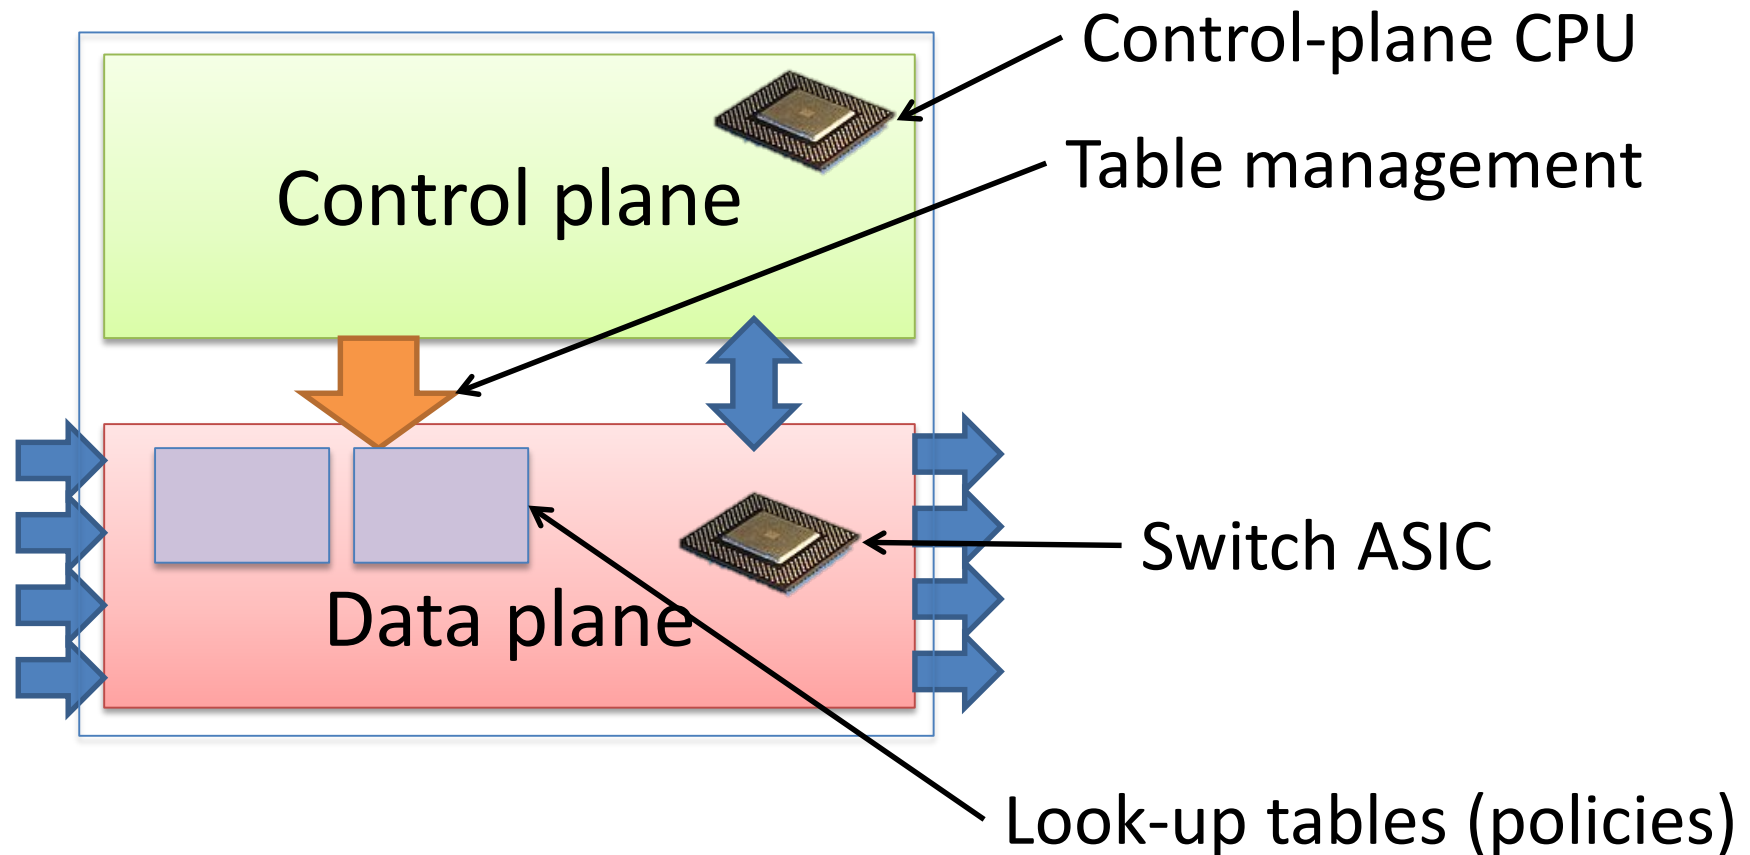 Control-plane CPU
Table management
Control plane
Switch ASIC
Data plane
Look-up tables (policies)